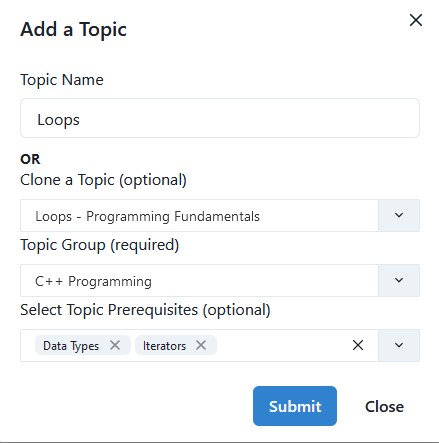 Add a Topic
Topic Name
Loops
OR
Clone a Topic (optional)
Loops - Programming Fundamentals
Topic Group (required)
C++ Programming
Select Topic Prerequisites (optional)
Data Types Iterators
Submit Close